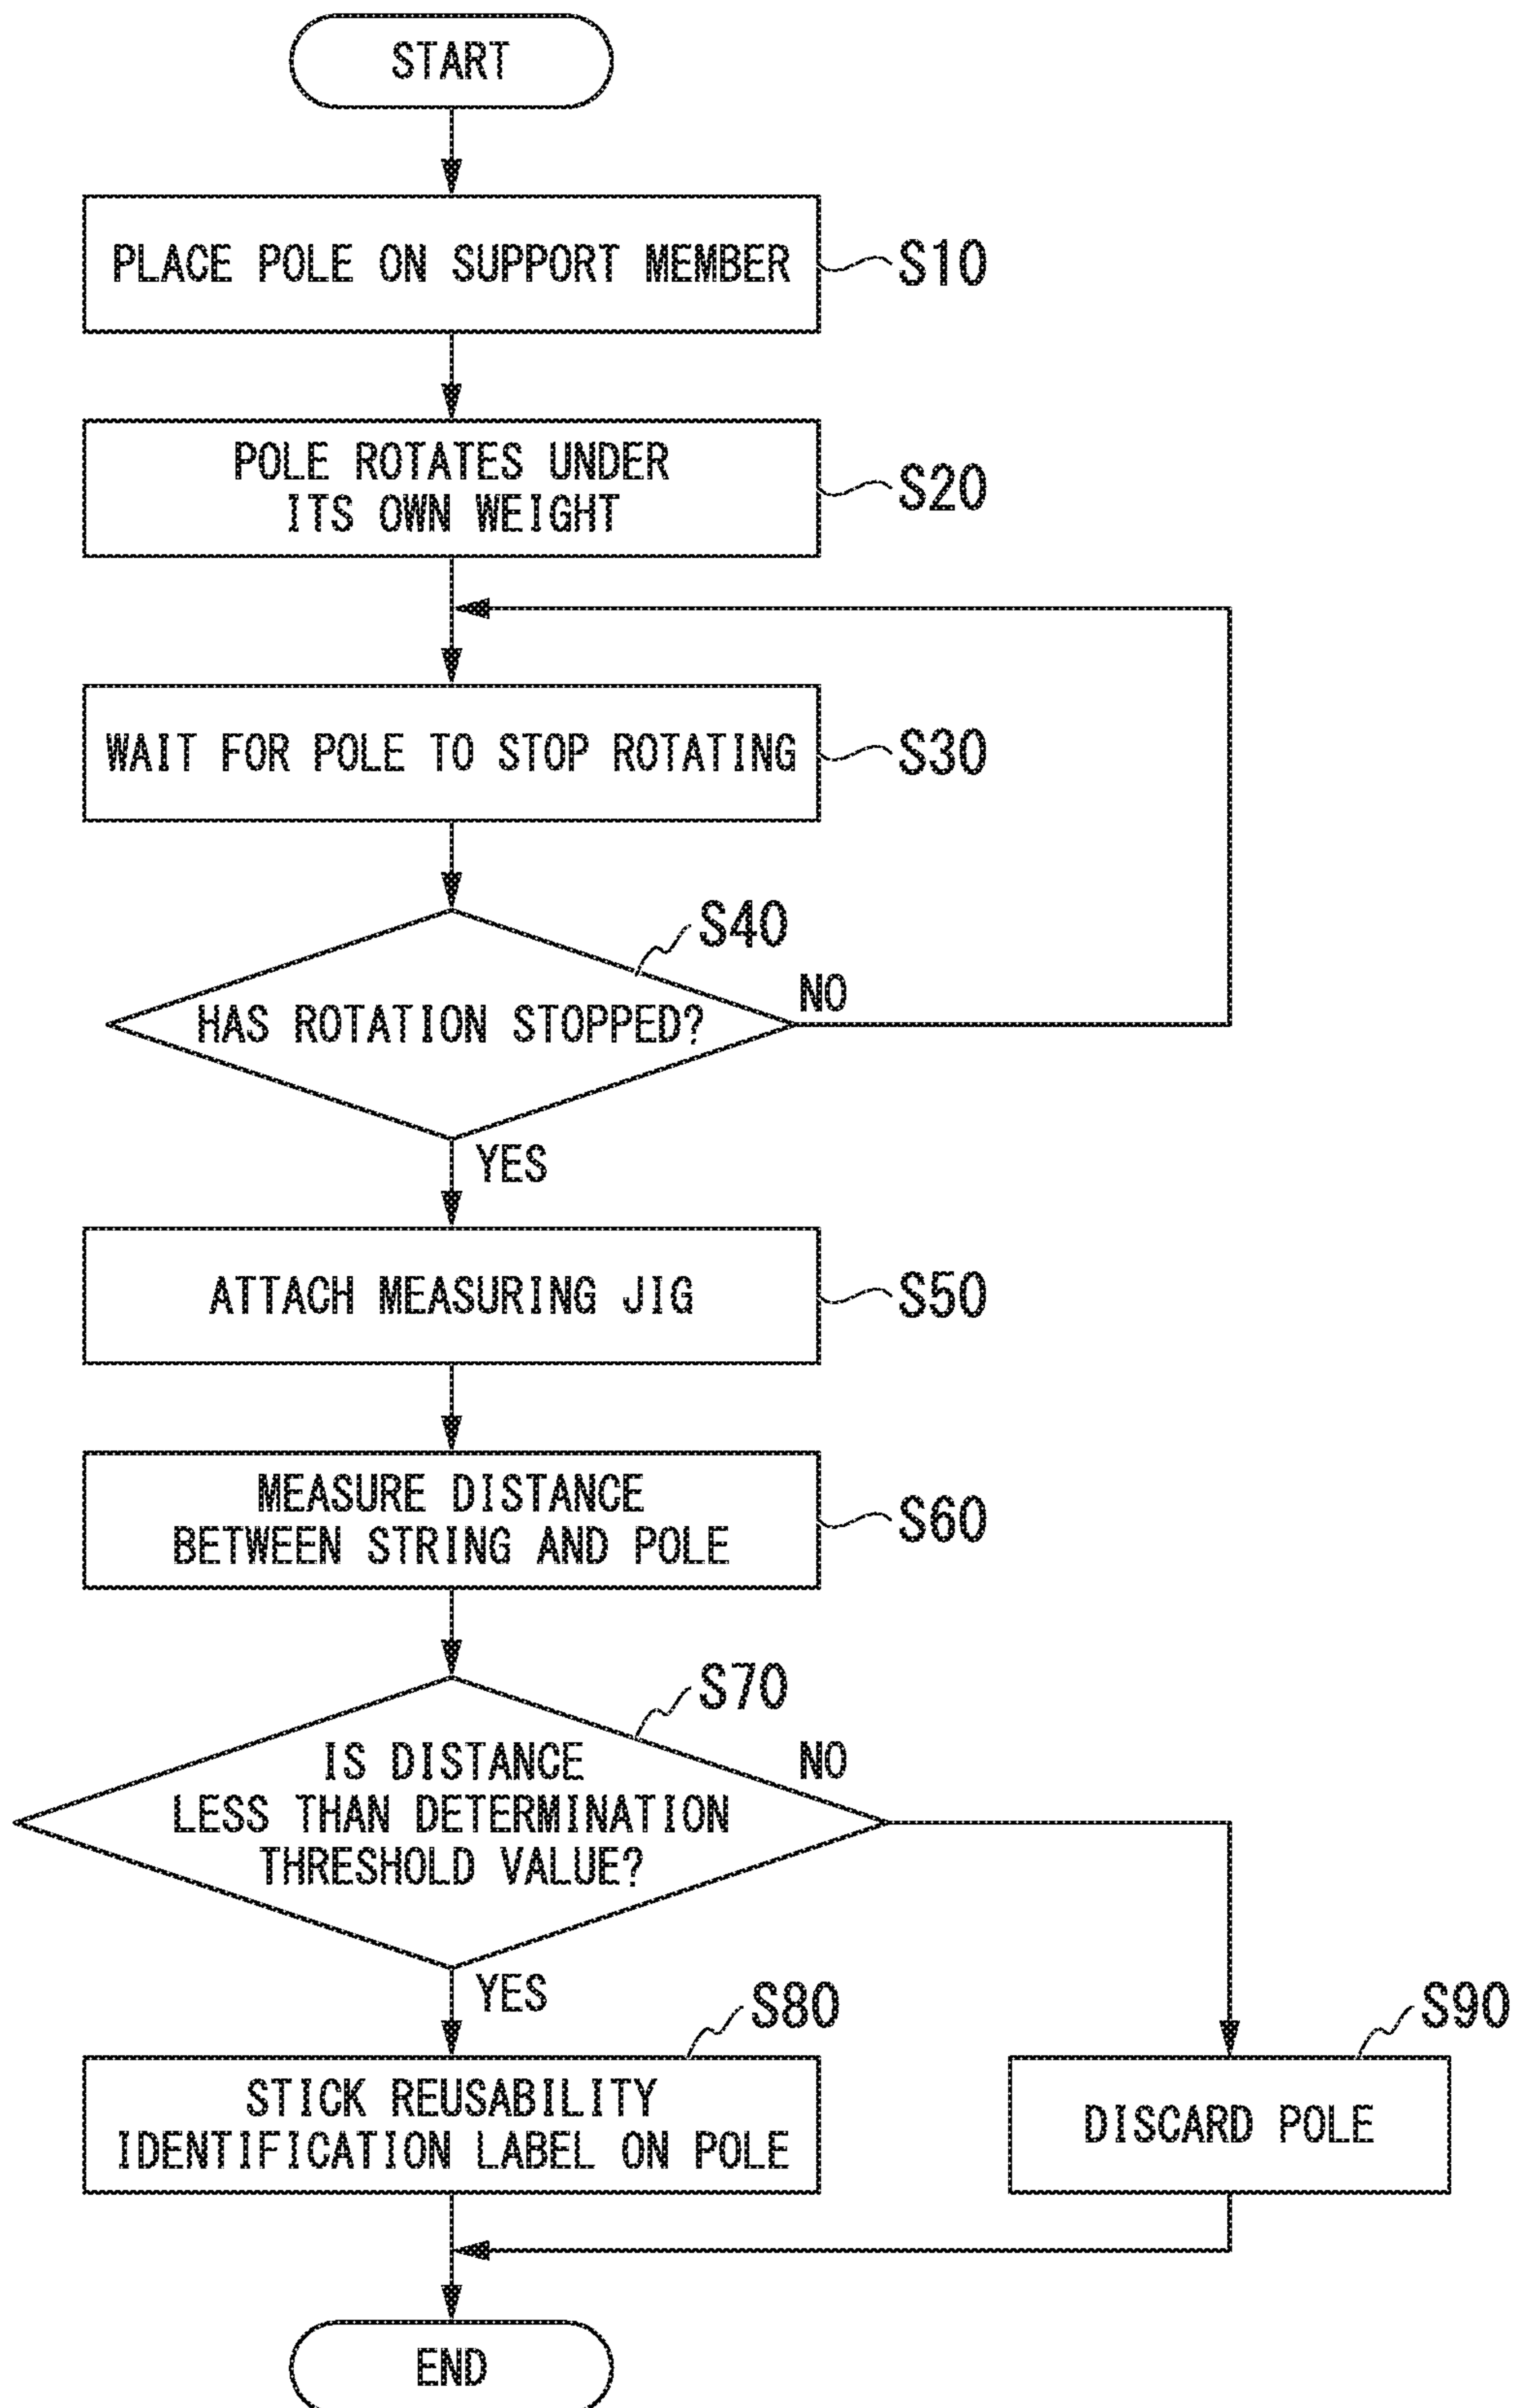 START
PLACE POLE ON SUPPORT MEMBER
S10
POLE ROTATES UNDER
ITS OWN WEIGHT
S20
WAIT FOR POLE TO STOP ROTATING
S30
S40
HAS ROTATION STOPPED?
NO
YES
ATTACH MEASURING JIG
S50
MEASURE DISTANCE
BETWEEN STRING AND POLE
S60
S70
IS DISTANCE
LESS THAN DETERMINATION
THRESHOLD VALUE?
NO
YES
S80
STICK REUSABILITY
IDENTIFICATION LABEL ON POLE
S90
DISCARD POLE
END